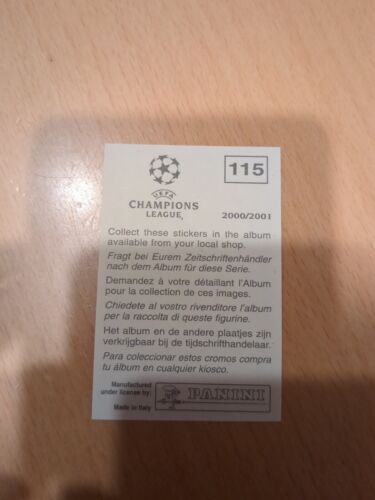 115
UEFA
CHAMPIONS
LEAGUE
2000/2001
Collect these stickers in the album
available from your local shop.
Fragt bei Eurem Zeitschriftenhändler
nach dem Album für diese Serie.
Demandez à votre détaillant l'Album
pour la collection de ces images.
Chiedete al vostro rivenditore l'album
per la raccolta di queste figurine.
Het album en de andere plaatjes zijn
verkrijgbaar bij de tijdschrifthandelaar.
Para coleccionar estos cromos compra
tu álbum en cualquier kiosco.
Manufactured
under license by:
PANINI
Made in Italy